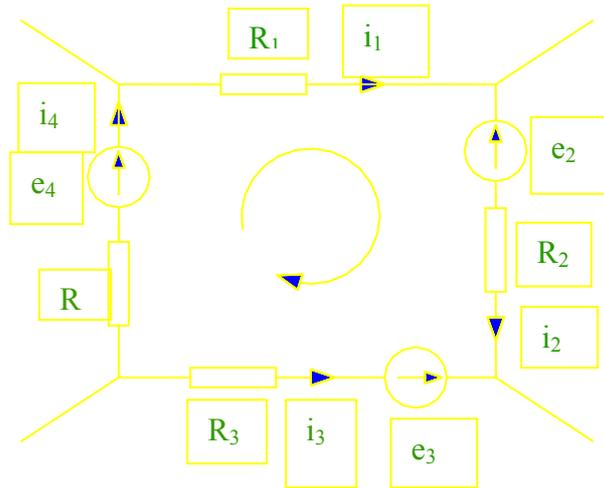 R₁
i₁
i₄
e₄
e₂
R
R₂
i₂
R₃
i₃
e₃